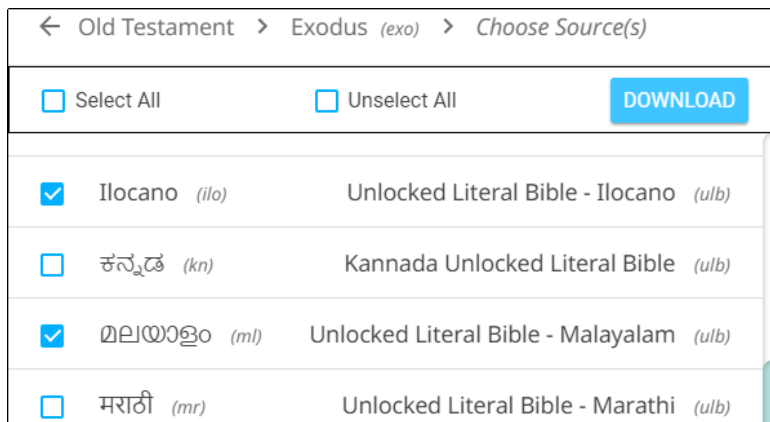 ← Old Testament > Exodus (exo) > Choose Source(s)
Select All Unselect All DOWNLOAD
Ilocano (ilo) Unlocked Literal Bible - Ilocano (ulb)
ಕನ್ನಡ (kn) Kannada Unlocked Literal Bible (ulb)
മലയാളം (ml) Unlocked Literal Bible - Malayalam (ulb)
मराठी (mr) Unlocked Literal Bible - Marathi (ulb)